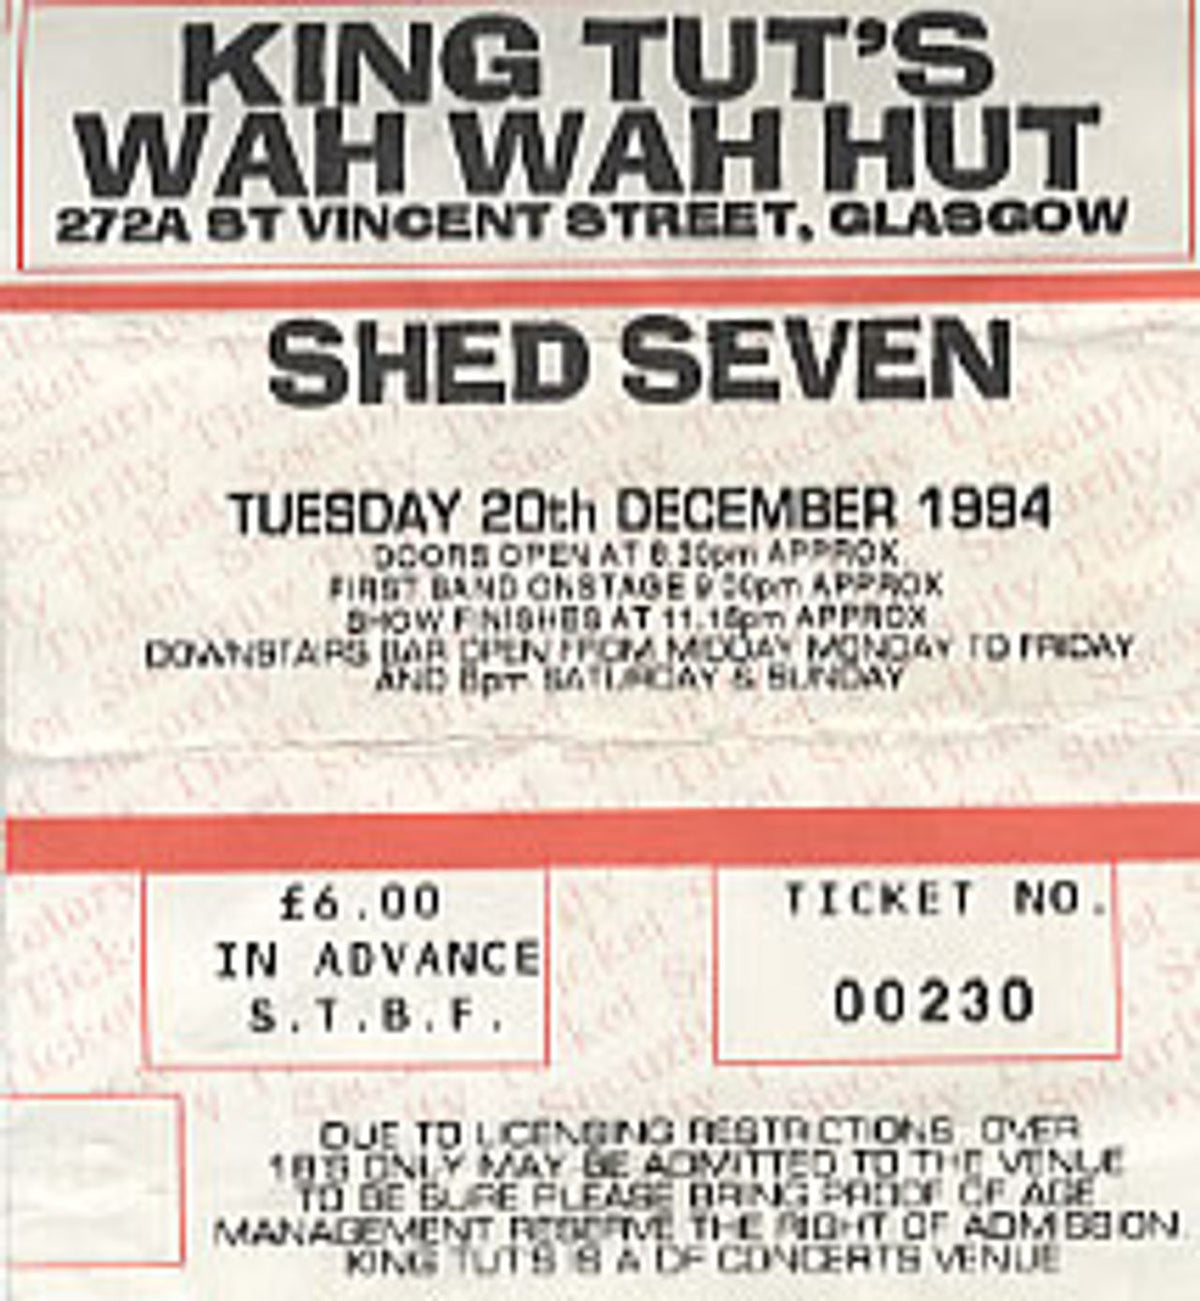 KING TUT'S
WAH WAH HUT
272A ST VINCENT STREET, GLASGOW
SHED SEVEN
TUESDAY 20th DECEMBER 1994
DOORS OPEN AT 8.30pm APPROX
FIRST BAND ONSTAGE 9.00pm APPROX
SHOW FINISHES AT 11.15pm APPROX
DOWNSTAIRS BAR OPEN FROM MIDDAY MONDAY TO FRIDAY
AND 8pm SATURDAY & SUNDAY
£6.00
IN ADVANCE
S.T.B.F.
TICKET NO.
00230
DUE TO LICENSING RESTRICTIONS, OVER
18'S ONLY MAY BE ADMITTED TO THE VENUE
TO BE SURE PLEASE BRING PROOF OF AGE
MANAGEMENT RESERVE THE RIGHT OF ADMISSION
KING TUT'S IS A DF CONCERTS VENUE